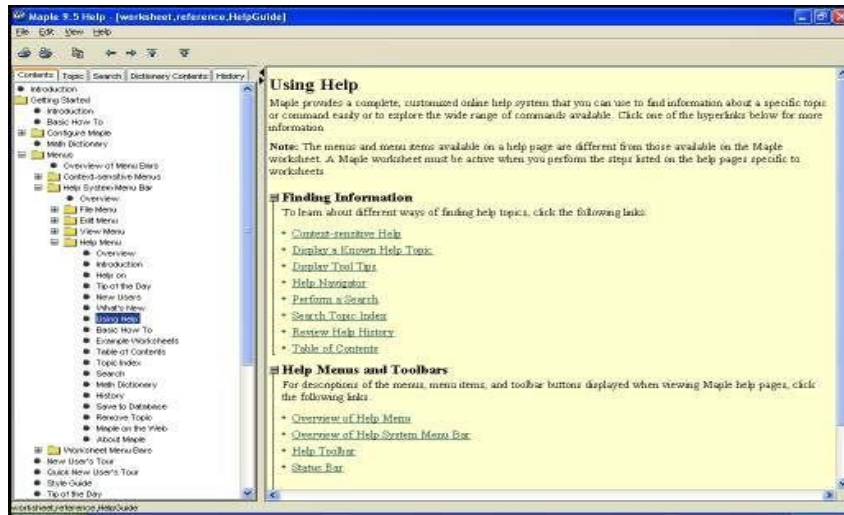 Maple 9.5 Help - [worksheet,reference,HelpGuide]
File Edit View Help
Contents Topic Search Dictionary Contents History
Introduction
Getting Started
Introduction
Basic How To
Configure Maple
Math Dictionary
Menus
Overview of Menu Bars
Context-sensitive Menus
Help System Menu Bar
Overview
File Menu
Edit Menu
View Menu
Help Menu
Overview
Introduction
Help on
Tip of the Day
New Users
What's New
Using Help
Basic How To
Example Worksheets
Table of Contents
Topic Index
Search
Math Dictionary
History
Save to Database
Remove Topic
Maple on the Web
About Maple
Worksheet Menu Bars
New User's Tour
Quick New User's Tour
Style Guide
Tip of the Day
Using Help
Maple provides a complete, customized online help system that you can use to find information about a specific topic
or command easily or to explore the wide range of commands available. Click one of the hyperlinks below for more
information.
Note: The menus and menu items available on a help page are different from those available on the Maple
worksheet. A Maple worksheet must be active when you perform the steps listed on the help pages specific to
worksheets.
Finding Information
To learn about different ways of finding help topics, click the following links.
• Context-sensitive Help
• Display a Known Help Topic
• Display Tool Tips
• Help Navigator
• Perform a Search
• Search Topic Index
• Review Help History
• Table of Contents
Help Menus and Toolbars
For descriptions of the menus, menu items, and toolbar buttons displayed when viewing Maple help pages, click
the following links.
• Overview of Help Menu
• Overview of Help System Menu Bar
• Help Toolbar
• Status Bar
worksheet,reference,HelpGuide